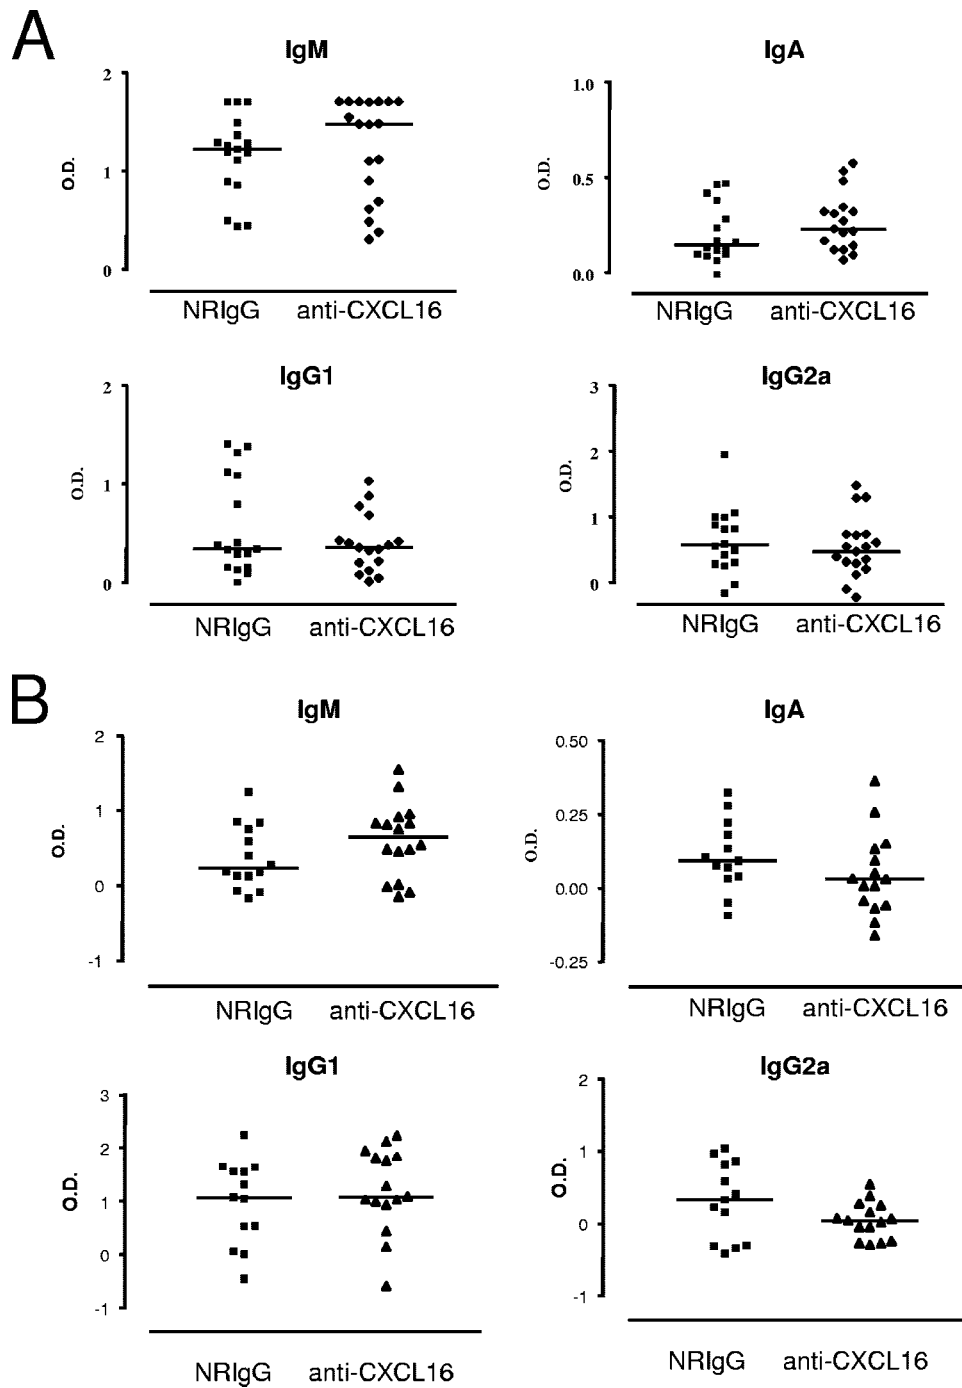 A
IgM
IgA
2
1
0
O.D.
NRIgG anti-CXCL16
1.0
0.5
0.0
O.D.
NRIgG anti-CXCL16
IgG1
IgG2a
2
1
0
O.D.
NRIgG anti-CXCL16
3
2
1
0
O.D.
NRIgG anti-CXCL16
B
IgM
IgA
2
1
0
-1
O.D.
NRIgG anti-CXCL16
0.50
0.25
0.00
-0.25
O.D.
NRIgG anti-CXCL16
IgG1
IgG2a
3
2
1
0
-1
O.D.
NRIgG anti-CXCL16
2
1
0
-1
O.D.
NRIgG anti-CXCL16